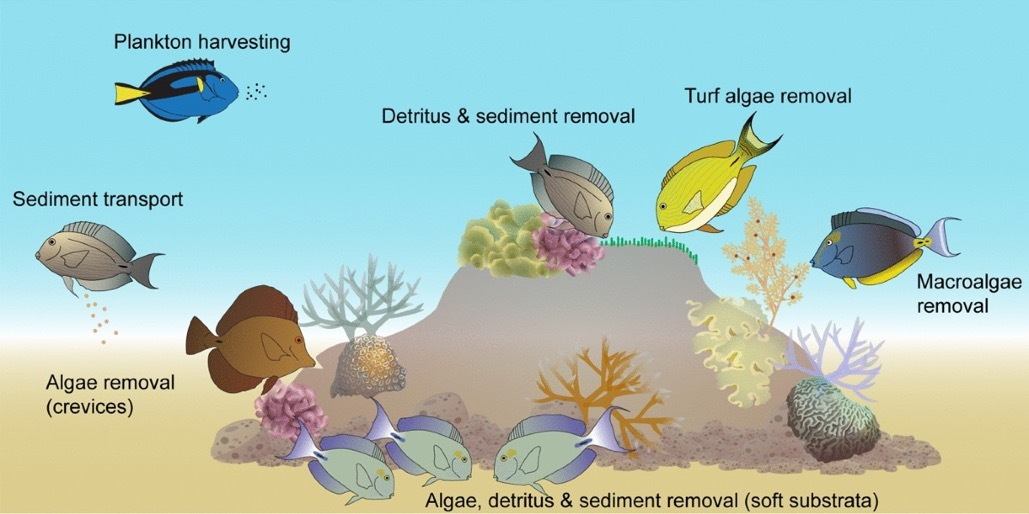 Plankton harvesting
Turf algae removal
Detritus & sediment removal
Sediment transport
Macroalgae
removal
Algae removal
(crevices)
Algae, detritus & sediment removal (soft substrata)